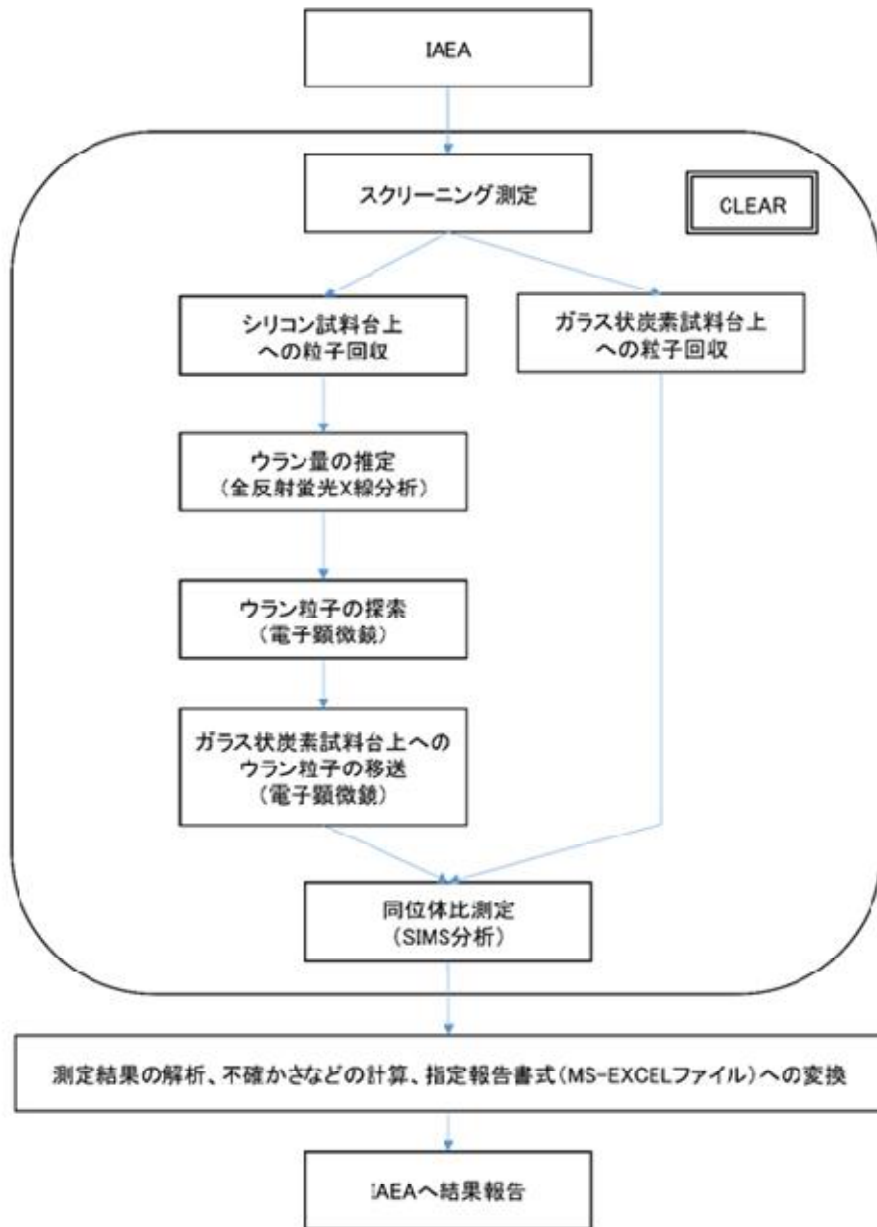 IAEA
スクリーニング測定
CLEAR
シリコン試料台上
への粒子回収
ガラス状炭素試料台上
への粒子回収
ウラン量の推定
(全反射蛍光X線分析)
ウラン粒子の探索
(電子顕微鏡)
ガラス状炭素試料台上への
ウラン粒子の移送
(電子顕微鏡)
同位体比測定
(SIMS分析)
測定結果の解析、不確かさなどの計算、指定報告書式(MS-EXCELファイル)への変換
IAEAへ結果報告